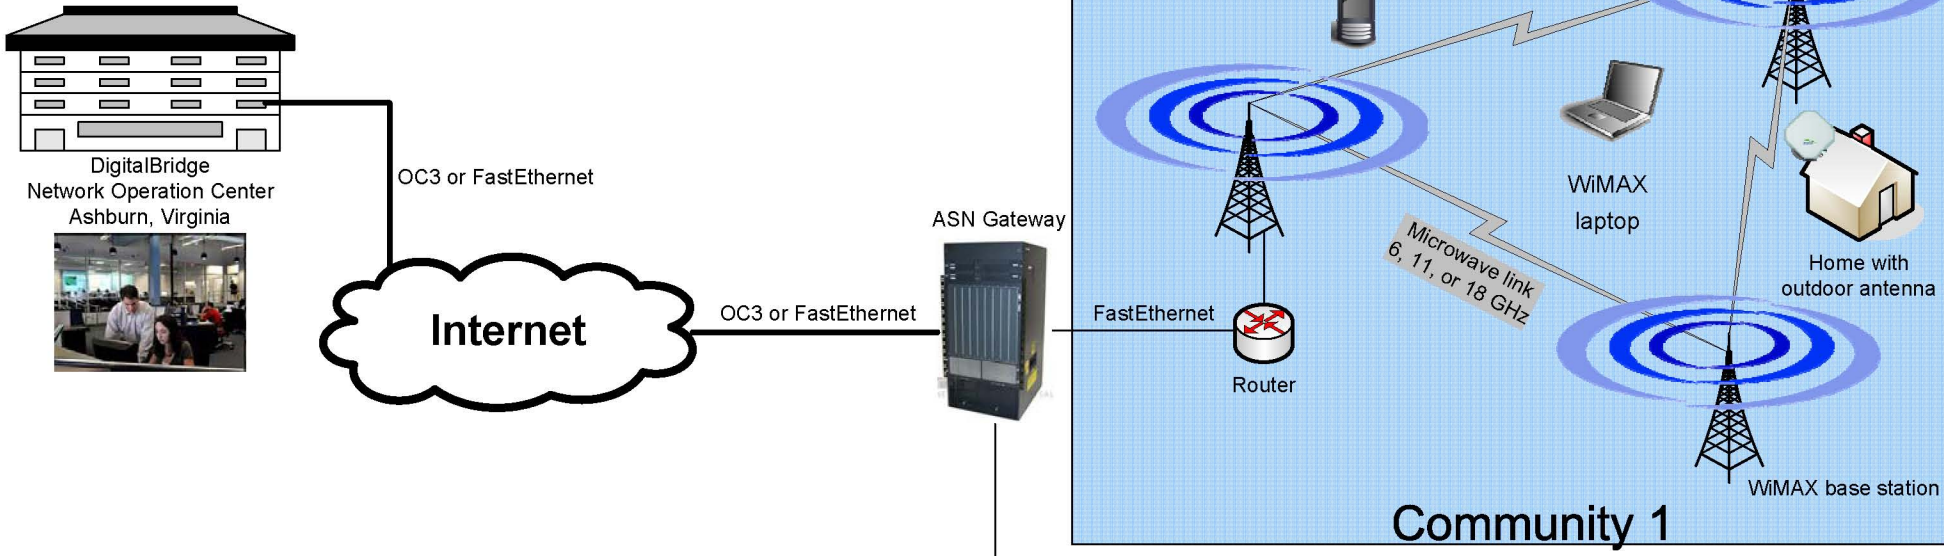 DigitalBridge
Network Operation Center
Ashburn, Virginia
OC3 or FastEthernet
Internet
OC3 or FastEthernet
ASN Gateway
FastEthernet
Router
Microwave link
6, 11, or 18 GHz
WiMAX
laptop
Home with
outdoor antenna
WiMAX base station
Community 1